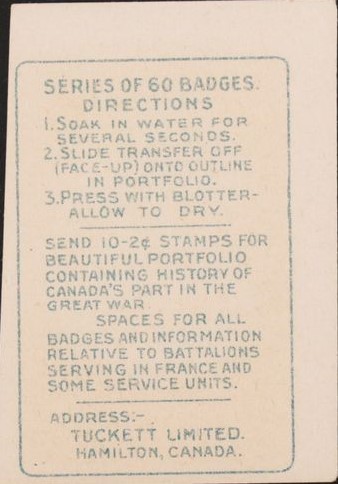 SERIES OF 60 BADGES.
DIRECTIONS
1. SOAK IN WATER FOR
SEVERAL SECONDS.
2. SLIDE TRANSFER OFF
(FACE-UP) ONTO OUTLINE
IN PORTFOLIO.
3. PRESS WITH BLOTTER-
ALLOW TO DRY.
SEND 10-2¢ STAMPS FOR
BEAUTIFUL PORTFOLIO
CONTAINING HISTORY OF
CANADA'S PART IN THE
GREAT WAR.
SPACES FOR ALL
BADGES AND INFORMATION
RELATIVE TO BATTALIONS
SERVING IN FRANCE AND
SOME SERVICE UNITS.
ADDRESS:-
TUCKETT LIMITED.
HAMILTON, CANADA.